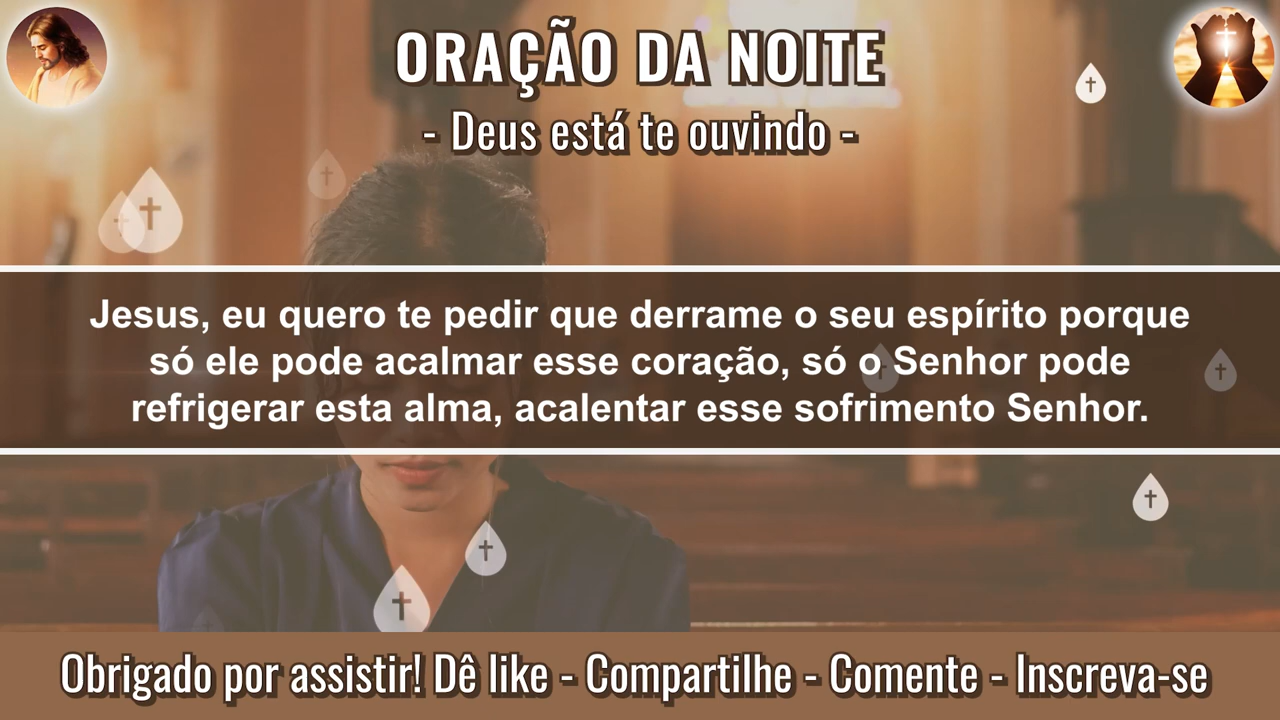 ORAÇÃO DA NOITE
- Deus está te ouvindo -
Jesus, eu quero te pedir que derrame o seu espírito porque
só ele pode acalmar esse coração, só o Senhor pode
refrigerar esta alma, acalentar esse sofrimento Senhor.
Obrigado por assistir! Dê like - Compartilhe - Comente - Inscreva-se